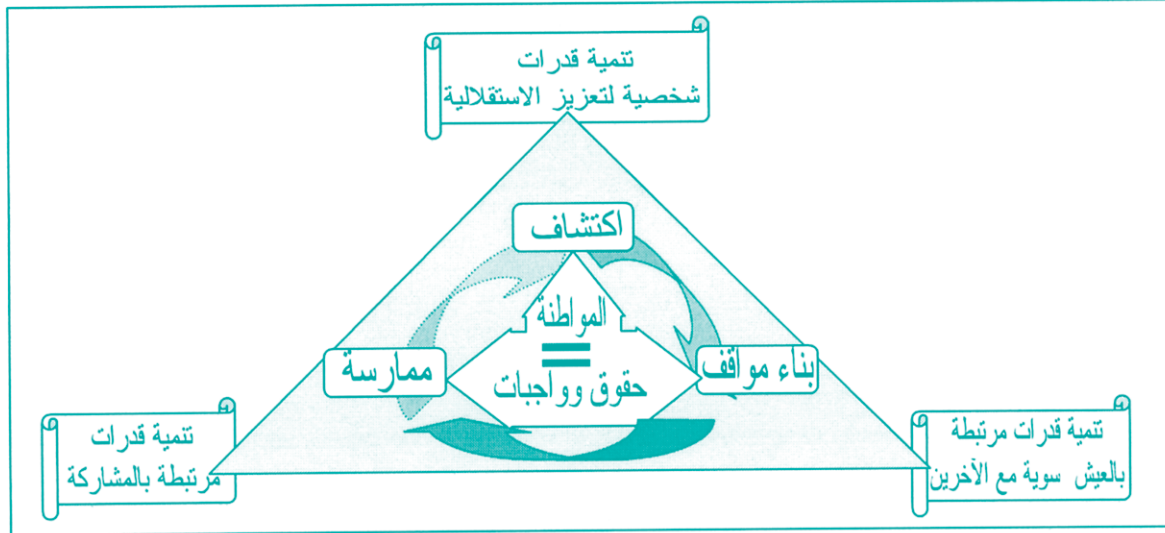 تنمية قدرات
شخصية لتعزيز الاستقلالية
اكتشاف
المواطنة
=
حقوق وواجبات
بناء مواقف
ممارسة
تنمية قدرات مرتبطة
بالعيش سوية مع الآخرين
تنمية قدرات
مرتبطة بالمشاركة